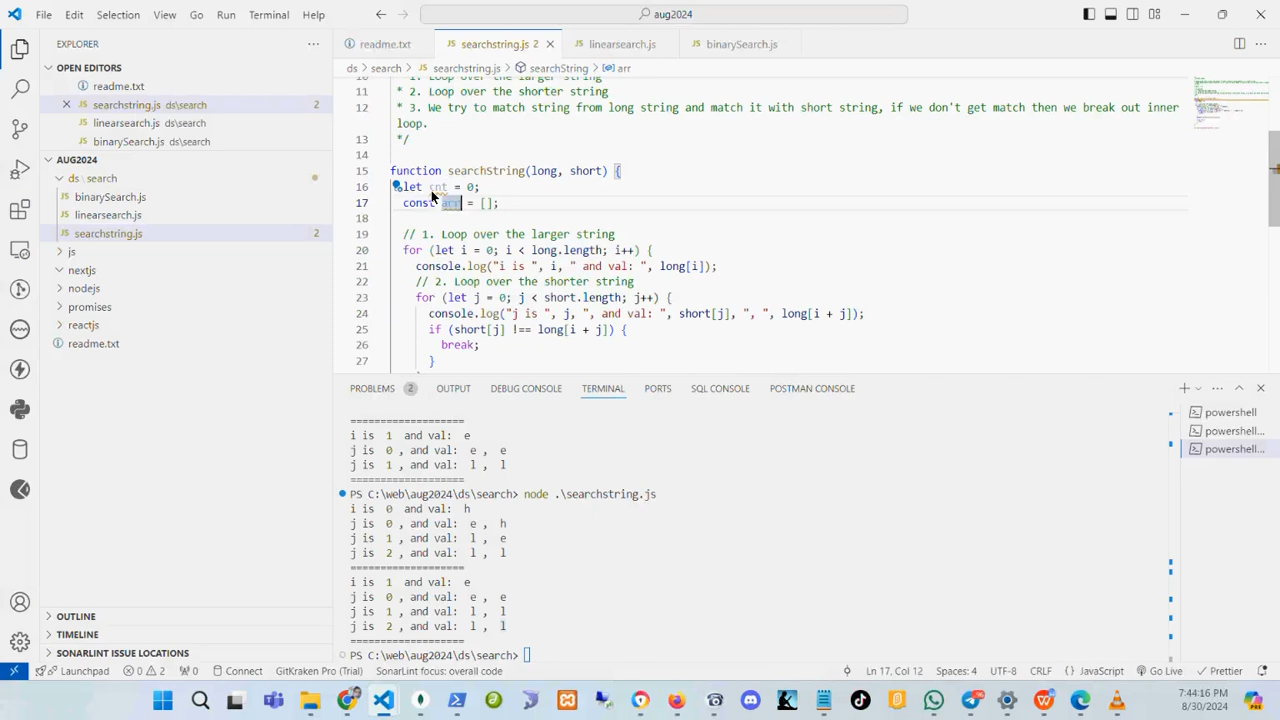 File Edit Selection View Go Run Terminal Help
aug2024
EXPLORER
OPEN EDITORS
readme.txt
searchstring.js ds\search 2
linearsearch.js ds\search
binarySearch.js ds\search
AUG2024
ds\search
binarySearch.js
linearsearch.js
searchstring.js 2
js
nextjs
nodejs
promises
reactjs
readme.txt
OUTLINE
TIMELINE
SONARLINT ISSUE LOCATIONS
readme.txt searchstring.js 2 linearsearch.js binarySearch.js
ds > search > searchstring.js > searchString > arr
10 * 1. Loop over the larger string
11 * 2. Loop over the shorter string
12 * 3. We try to match string from long string and match it with short string, if we wont get match then we break out inner
loop.
13 */
14
15 function searchString(long, short) {
16 let cnt = 0;
17 const arr = [];
18
19 // 1. Loop over the larger string
20 for (let i = 0; i < long.length; i++) {
21 console.log("i is ", i, " and val: ", long[i]);
22 // 2. Loop over the shorter string
23 for (let j = 0; j < short.length; j++) {
24 console.log("j is ", j, ", and val: ", short[j], ", ", long[i + j]);
25 if (short[j] !== long[i + j]) {
26 break;
27 }
PROBLEMS 2 OUTPUT DEBUG CONSOLE TERMINAL PORTS SQL CONSOLE POSTMAN CONSOLE
powershell
powershell...
powershell...
===================
i is 1 and val: e
j is 0 , and val: e , e
j is 1 , and val: l , l
===================
PS C:\web\aug2024\ds\search> node .\searchstring.js
i is 0 and val: h
j is 0 , and val: e , h
j is 1 , and val: l , e
j is 2 , and val: l , l
===================
i is 1 and val: e
j is 0 , and val: e , e
j is 1 , and val: l , l
j is 2 , and val: l , l
===================
PS C:\web\aug2024\ds\search>
Launchpad 0 2 0 Connect GitKraken Pro (Trial) SonarLint focus: overall code Ln 17, Col 12 Spaces: 4 UTF-8 CRLF {} JavaScript Go Live Prettier
7:44:16 PM
8/30/2024